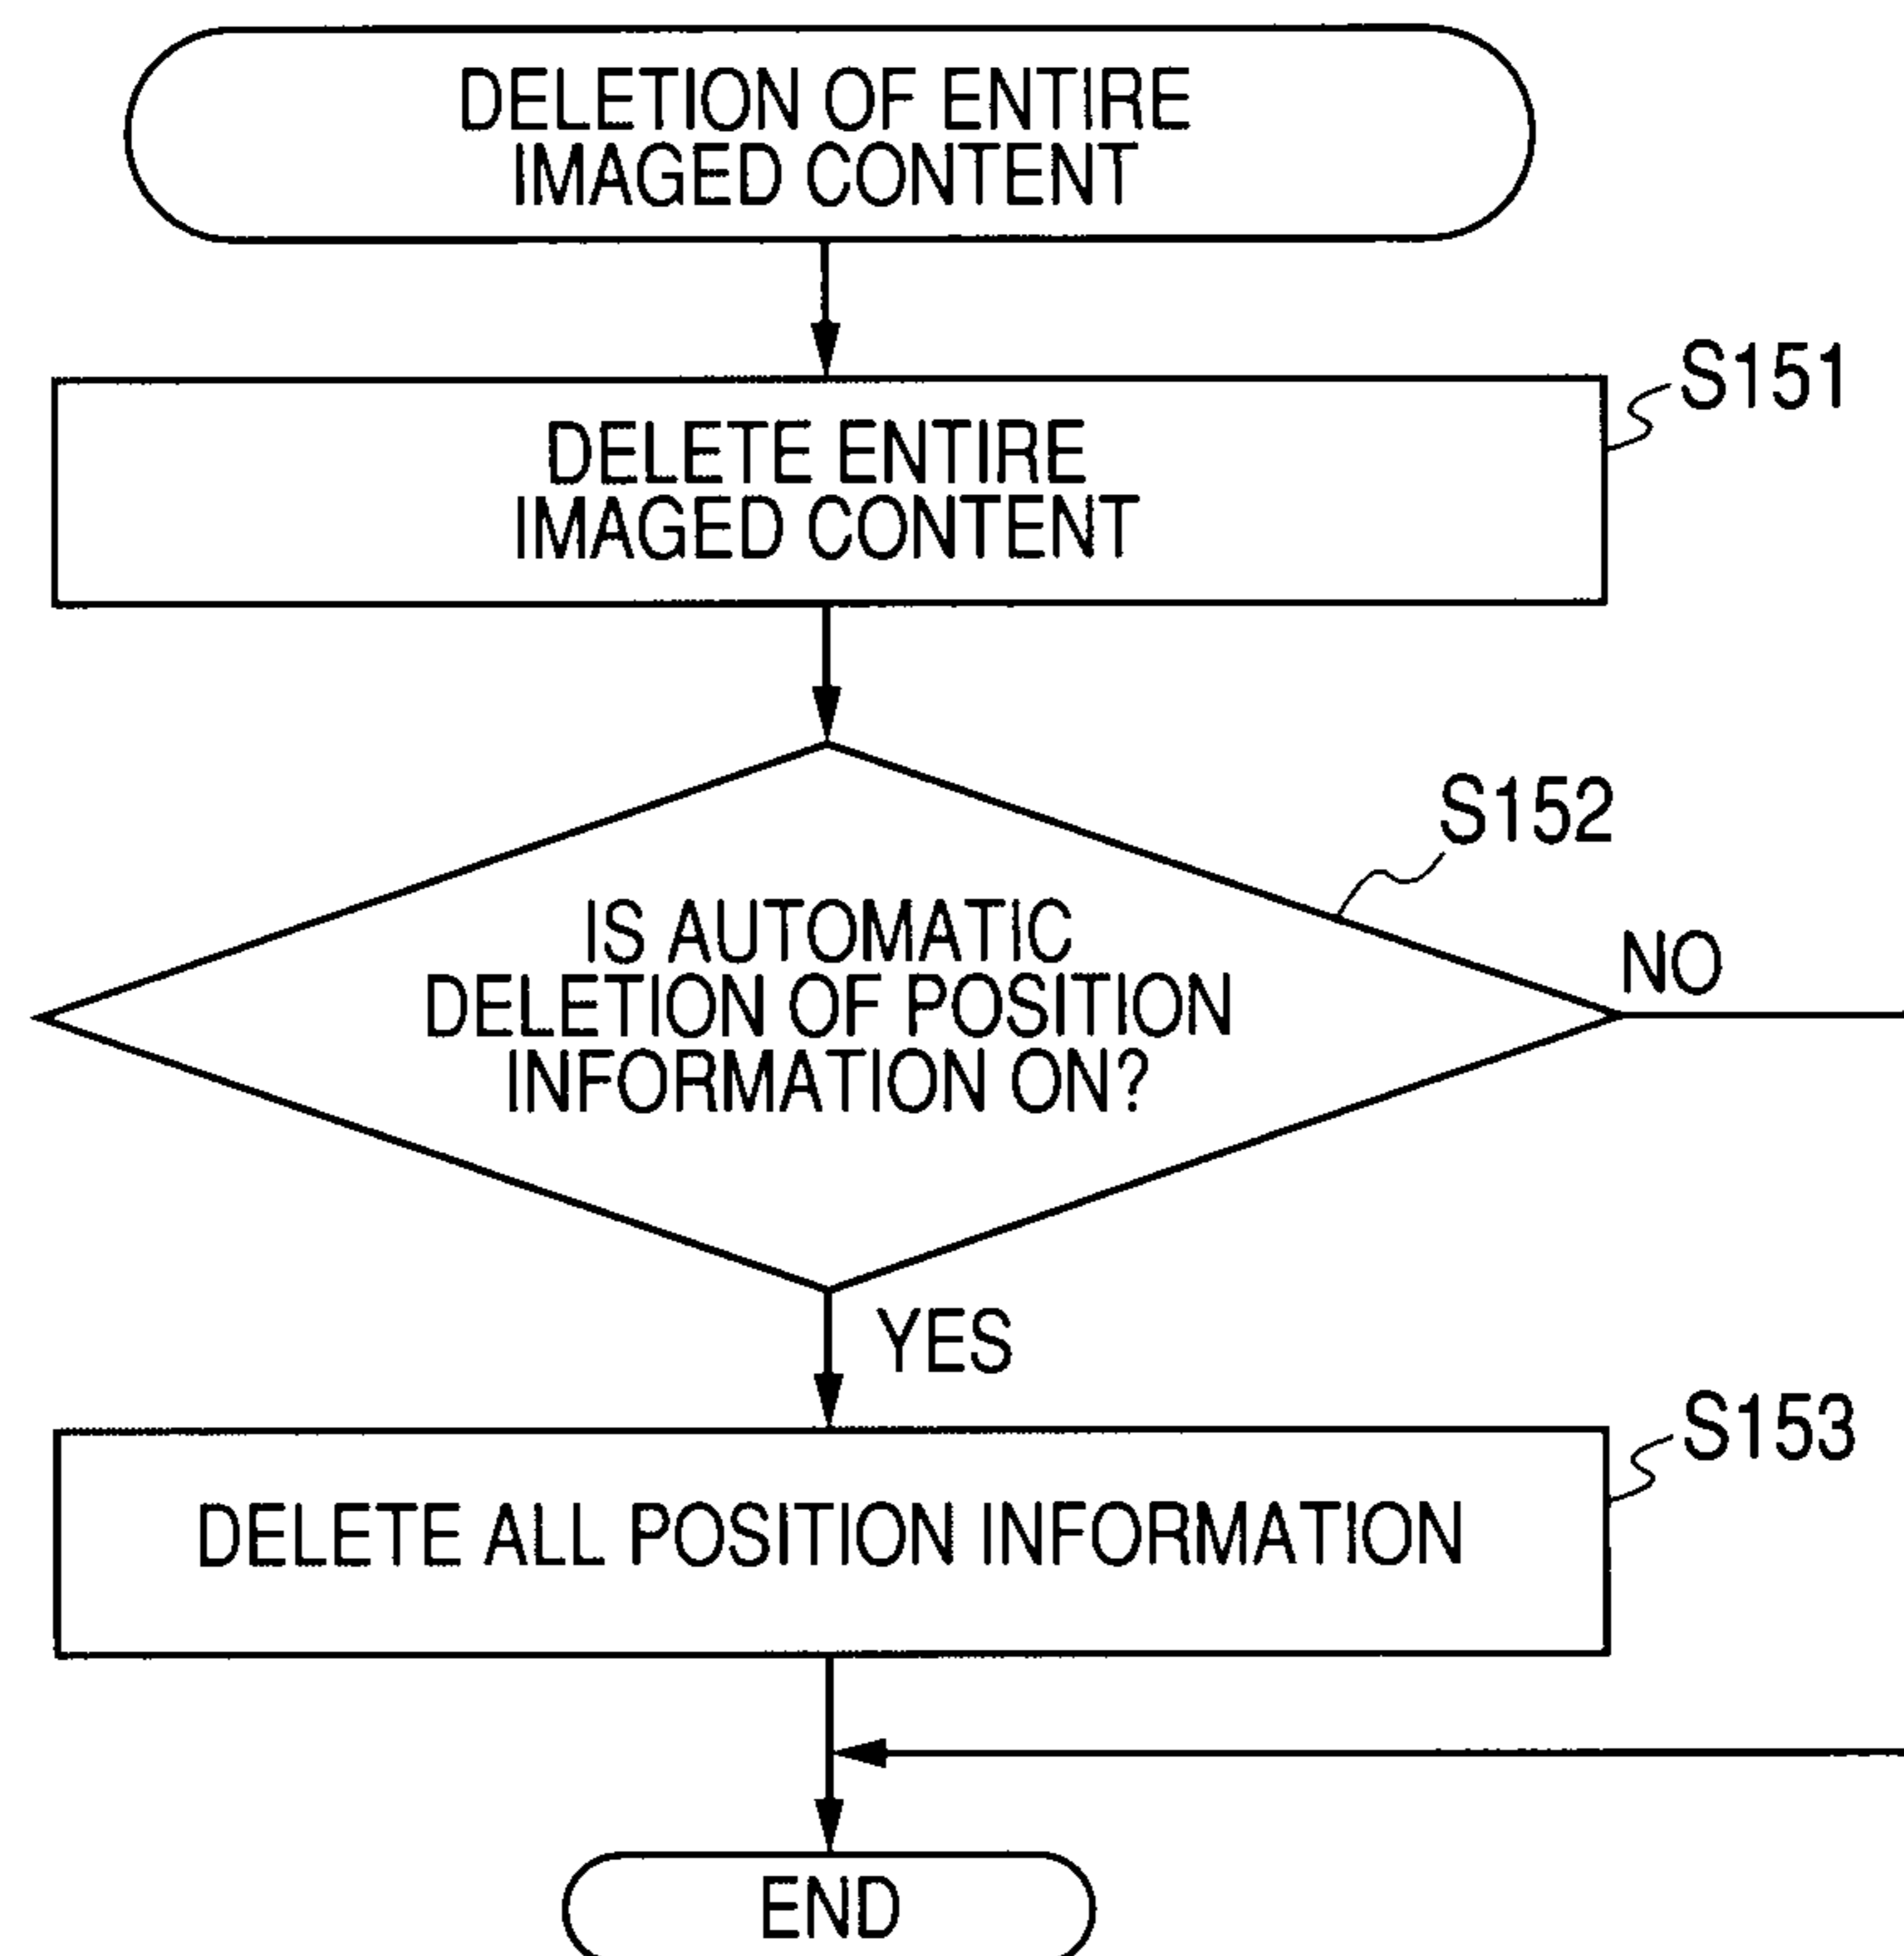 DELETION OF ENTIRE
IMAGED CONTENT
S151
DELETE ENTIRE
IMAGED CONTENT
S152
IS AUTOMATIC
DELETION OF POSITION
INFORMATION ON?
NO
YES
S153
DELETE ALL POSITION INFORMATION
END